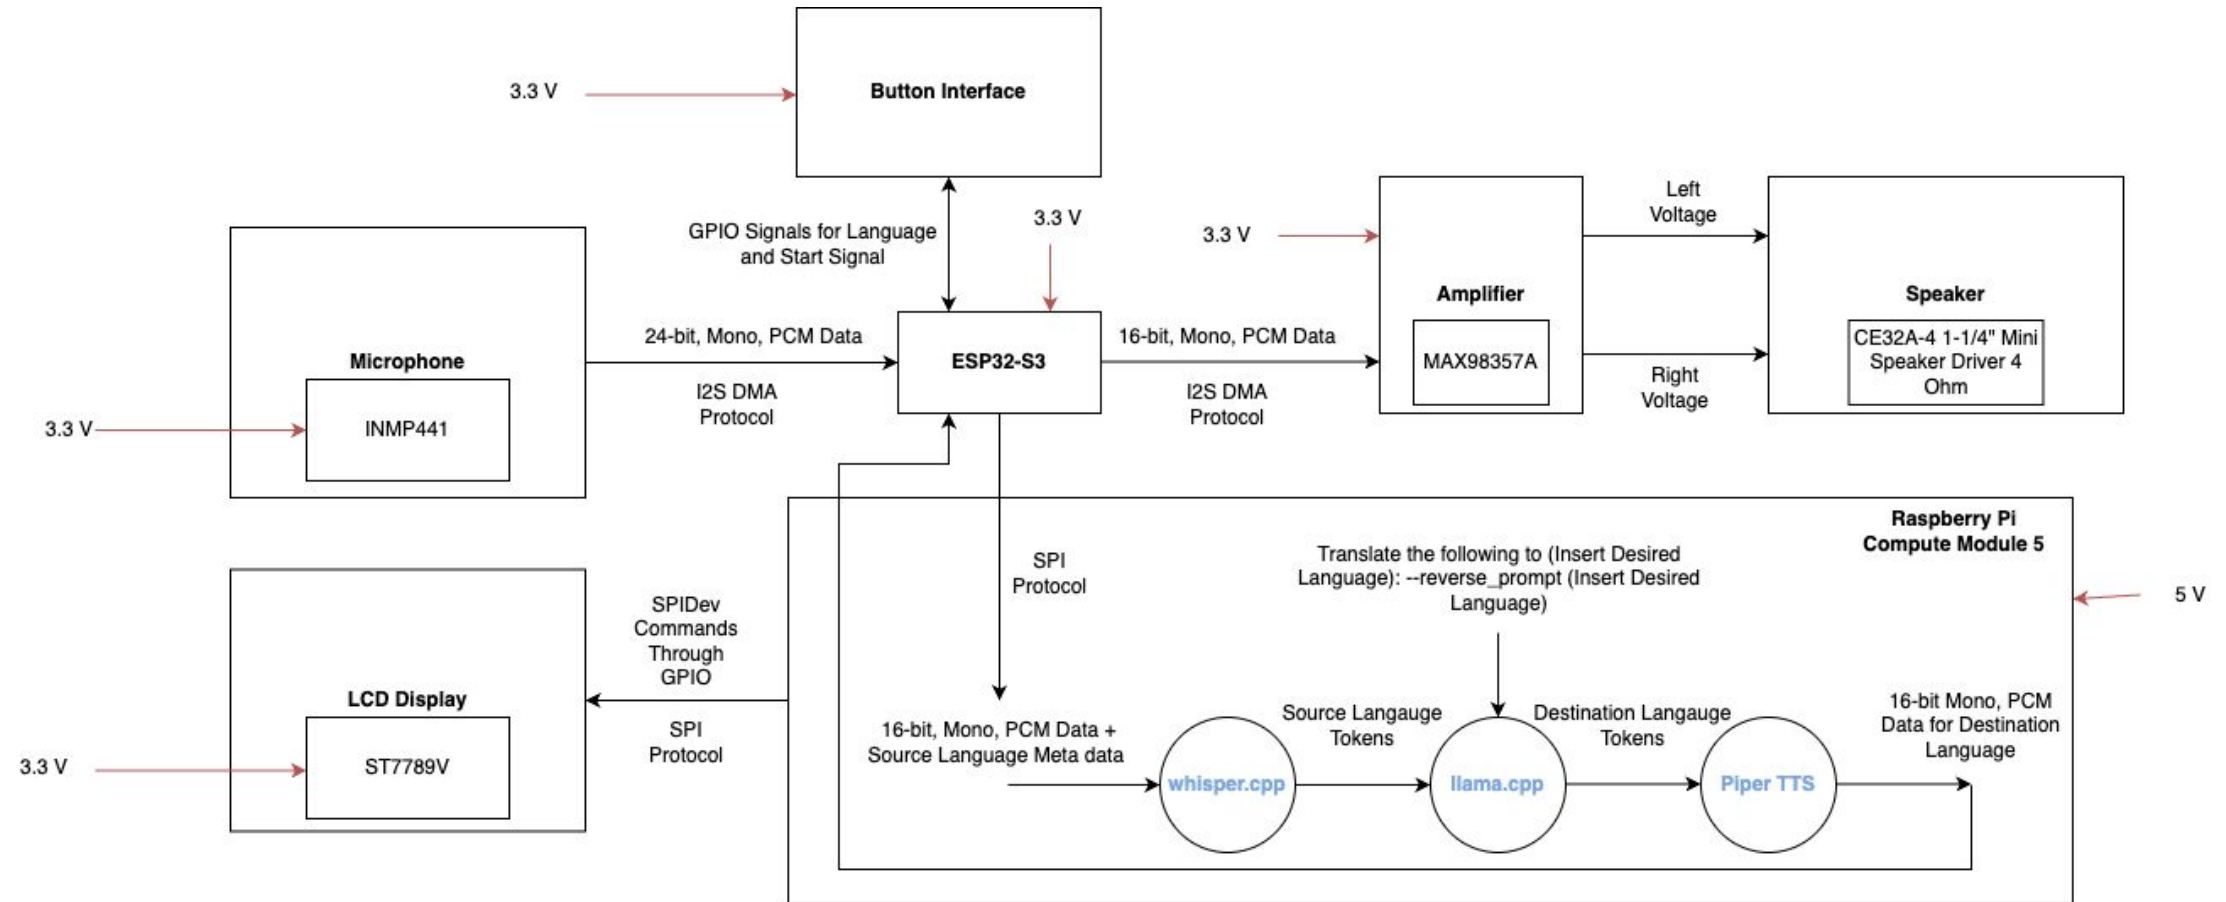 3.3 V
Button Interface
GPIO Signals for Language
and Start Signal
3.3 V
Microphone
INMP441
3.3 V
24-bit, Mono, PCM Data
I2S DMA
Protocol
ESP32-S3
16-bit, Mono, PCM Data
I2S DMA
Protocol
3.3 V
Amplifier
MAX98357A
Left
Voltage
Right
Voltage
Speaker
CE32A-4 1-1/4" Mini
Speaker Driver 4
Ohm
Raspberry Pi
Compute Module 5
5 V
SPI
Protocol
Translate the following to (Insert Desired
Language): --reverse_prompt (Insert Desired
Language)
SPIDev
Commands
Through
GPIO
SPI
Protocol
LCD Display
ST7789V
3.3 V
16-bit, Mono, PCM Data +
Source Language Meta data
whisper.cpp
Source Langauge
Tokens
llama.cpp
Destination Langauge
Tokens
Piper TTS
16-bit Mono, PCM
Data for Destination
Language